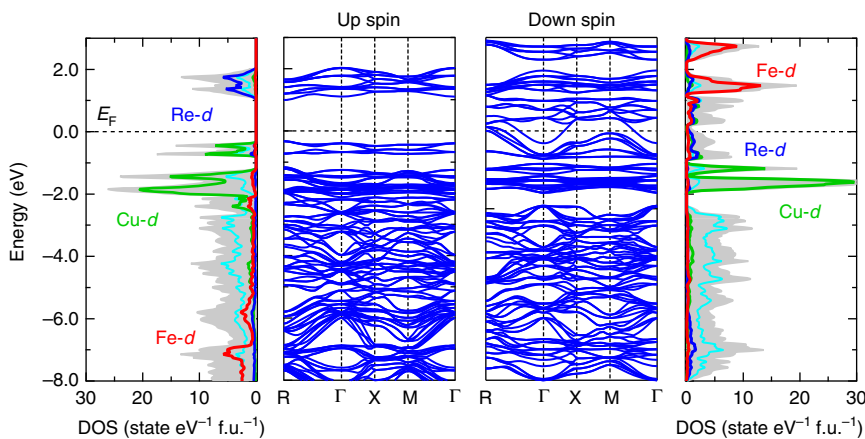 Up spin
Down spin
2.0
0.0
−2.0
−4.0
−6.0
−8.0
Energy (eV)
E_F
Re-d
Cu-d
Fe-d
Fe-d
Re-d
Cu-d
30 20 10 0
R Γ X M Γ
R Γ X M Γ
0 10 20 30
DOS (state eV⁻¹ f.u.⁻¹)
DOS (state eV⁻¹ f.u.⁻¹)